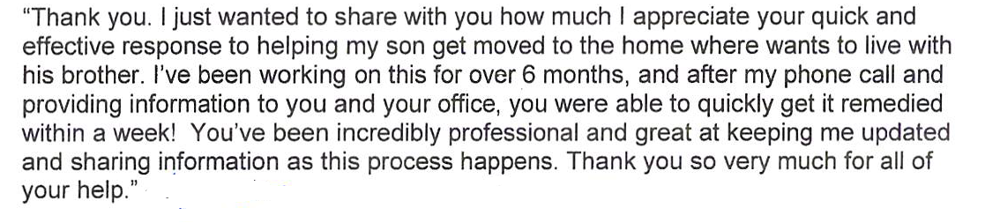 “Thank you. I just wanted to share with you how much I appreciate your quick and
effective response to helping my son get moved to the home where wants to live with
his brother. I’ve been working on this for over 6 months, and after my phone call and
providing information to you and your office, you were able to quickly get it remedied
within a week!  You’ve been incredibly professional and great at keeping me updated
and sharing information as this process happens. Thank you so very much for all of
your help.”